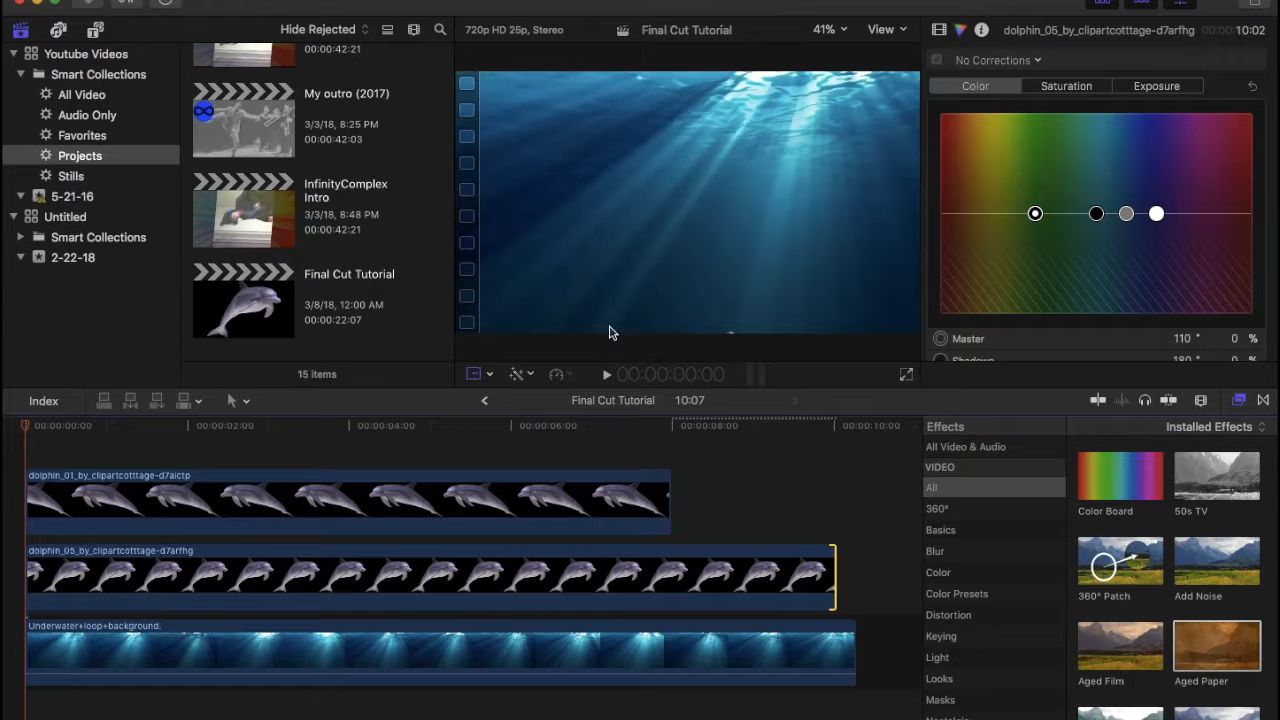 Hide Rejected
720p HD 25p, Stereo
Final Cut Tutorial
41%
View
dolphin_05_by_clipartcotttage-d7arfhg
00:00:10:02
Youtube Videos
Smart Collections
All Video
Audio Only
Favorites
Projects
Stills
5-21-16
Untitled
Smart Collections
2-22-18
00:00:42:21
My outro (2017)
3/3/18, 8:25 PM
00:00:42:03
InfinityComplex
Intro
3/3/18, 8:48 PM
00:00:42:21
Final Cut Tutorial
3/8/18, 12:00 AM
00:00:22:07
15 items
No Corrections
Color
Saturation
Exposure
Master
110 °
0 %
00:00:00:00
Index
Final Cut Tutorial
10:07
00:00:00:00
00:00:02:00
00:00:04:00
00:00:06:00
00:00:08:00
00:00:10:00
dolphin_01_by_clipartcotttage-d7aictp
dolphin_05_by_clipartcotttage-d7arfhg
Underwater+loop+background.
Effects
Installed Effects
All Video & Audio
VIDEO
All
360°
Basics
Blur
Color
Color Presets
Distortion
Keying
Light
Looks
Masks
Color Board
50s TV
360° Patch
Add Noise
Aged Film
Aged Paper